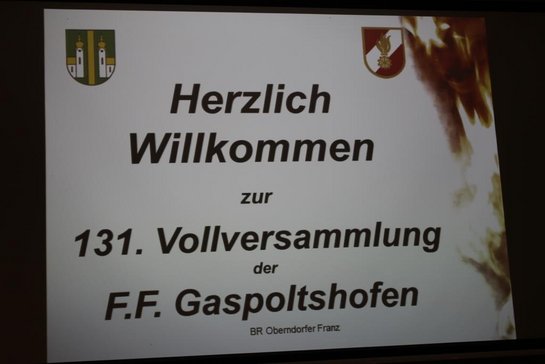 Herzlich
Willkommen
zur
131. Vollversammlung
der
F.F. Gaspoltshofen
BR Oberndorfer Franz